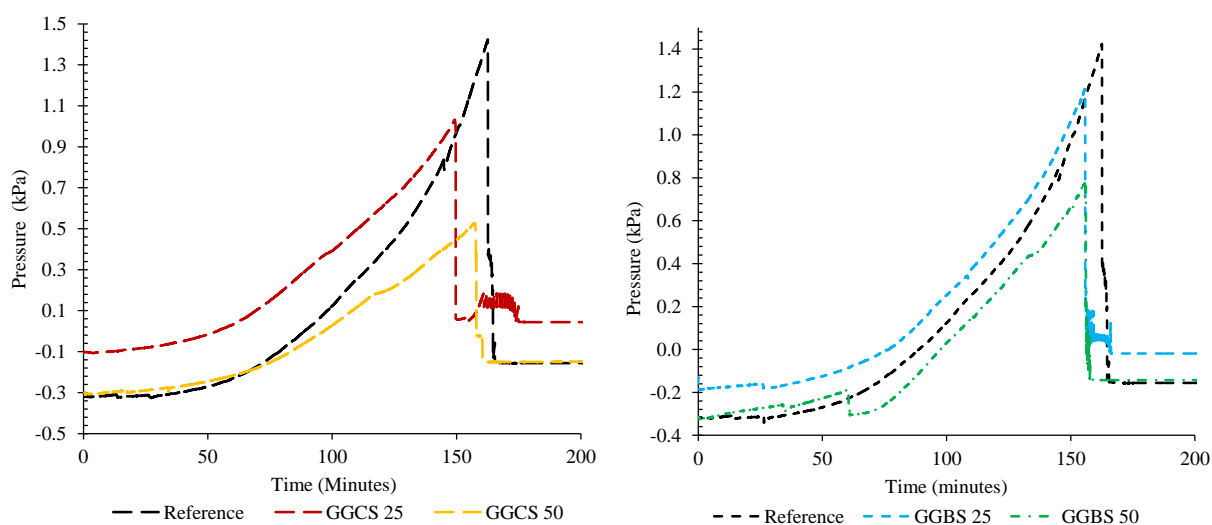 1.5
1.3
1.1
0.9
0.7
0.5
0.3
0.1
-0.1
-0.3
-0.5
Pressure (kPa)
0 50 100 150 200
Time (Minutes)
Reference GGCS 25 GGCS 50
1.4
1.2
1.0
0.8
0.6
0.4
0.2
0.0
-0.2
-0.4
Pressure (kPa)
0 50 100 150 200
Time (minutes)
Reference GGBS 25 GGBS 50